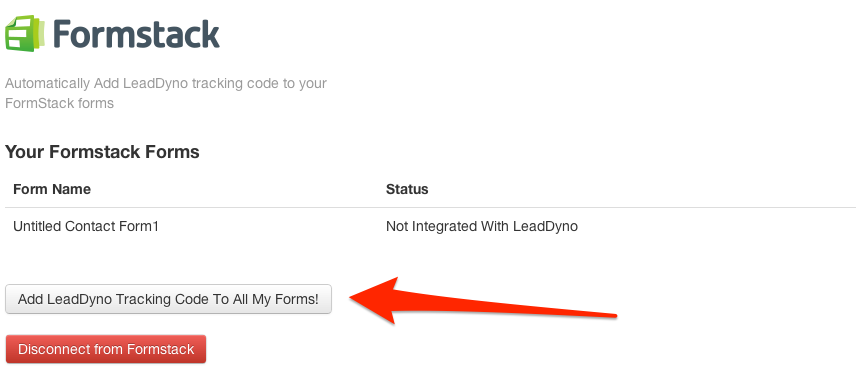 Formstack
Automatically Add LeadDyno tracking code to your
FormStack forms
Your Formstack Forms
Form Name Status
Untitled Contact Form1 Not Integrated With LeadDyno
Add LeadDyno Tracking Code To All My Forms!
Disconnect from Formstack